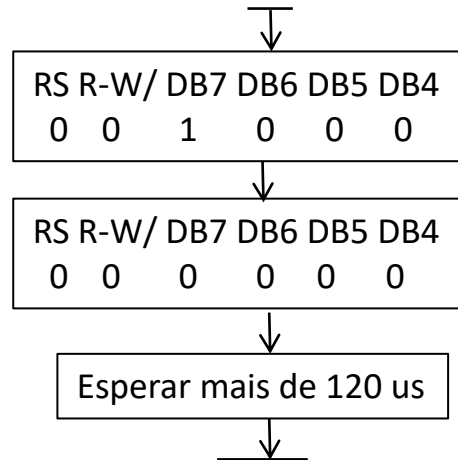 RS R-W/ DB7 DB6 DB5 DB4
0 0 1 0 0 0
RS R-W/ DB7 DB6 DB5 DB4
0 0 0 0 0 0
Esperar mais de 120 us